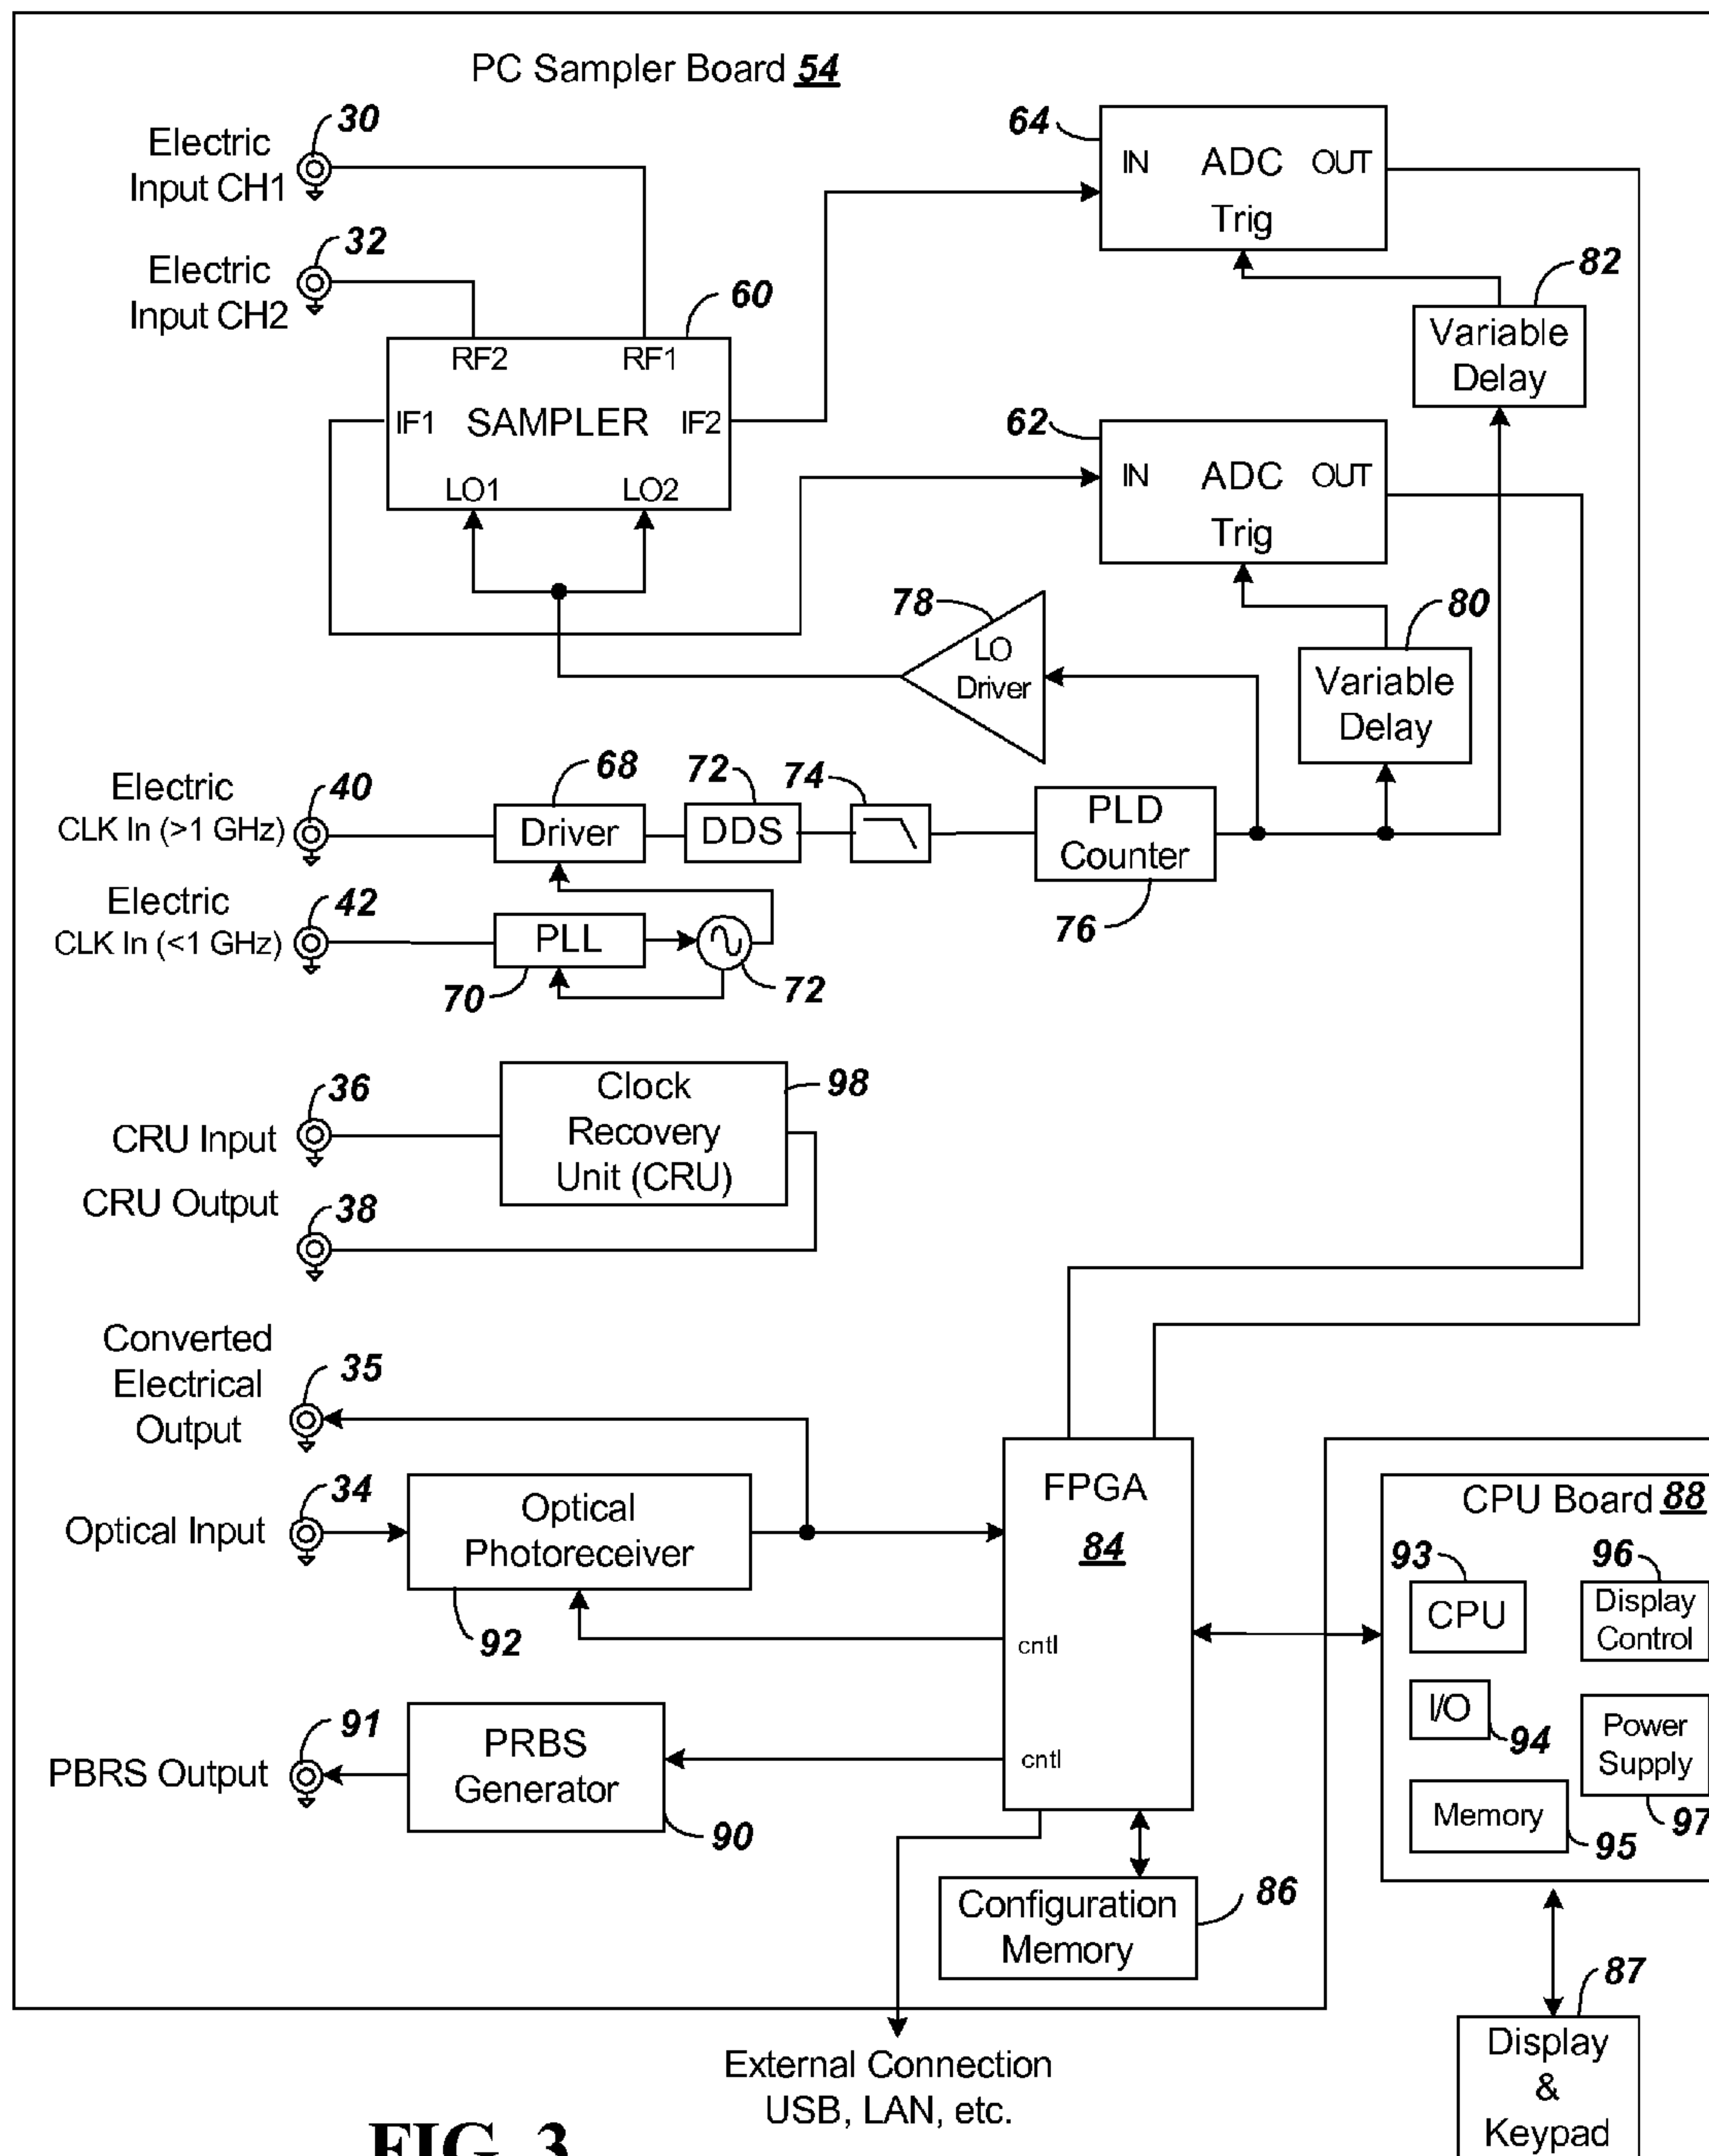 PC Sampler Board 54
30
Electric
Input CH1
32
Electric
Input CH2
60
RF2 RF1
IF1 SAMPLER IF2
LO1 LO2
64
IN ADC OUT
Trig
82
Variable
Delay
62
IN ADC OUT
Trig
80
Variable
Delay
78
LO
Driver
Electric
CLK In (>1 GHz)
40
68
Driver
72
DDS
74
PLD
Counter
76
Electric
CLK In (<1 GHz)
42
PLL
70
72
36
CRU Input
Clock
Recovery
Unit (CRU)
98
CRU Output
38
Converted
Electrical
Output
35
34
Optical Input
Optical
Photoreceiver
92
FPGA
84
cntl
cntl
91
PBRS Output
PRBS
Generator
90
Configuration
Memory
86
CPU Board 88
93
CPU
96
Display
Control
I/O
94
Power
Supply
97
Memory
95
87
Display
&
Keypad
External Connection
USB, LAN, etc.
FIG. 3